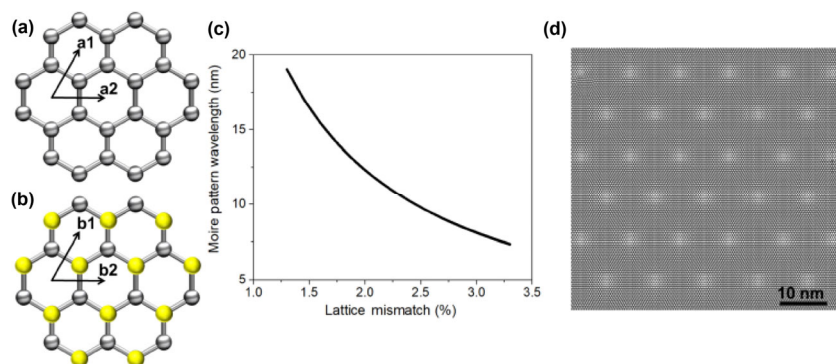 (a)
a1
a2
(b)
b1
b2
(c)
Moire pattern wavelength (nm)
20
15
10
5
1.0 1.5 2.0 2.5 3.0 3.5
Lattice mismatch (%)
(d)
10 nm